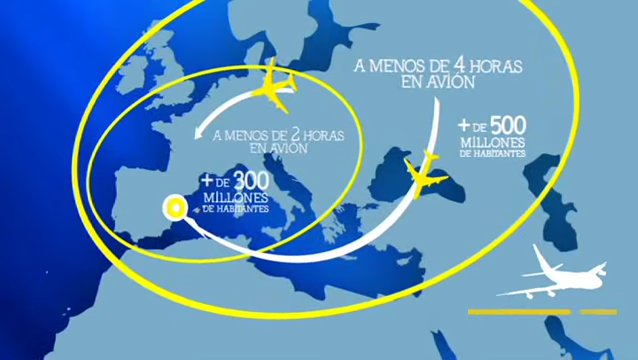 A MENOS DE 4 HORAS
EN AVIÓN
+ DE 500
MILLONES
DE HABITANTES
A MENOS DE 2 HORAS
EN AVIÓN
+ DE 300
MILLONES
DE HABITANTES